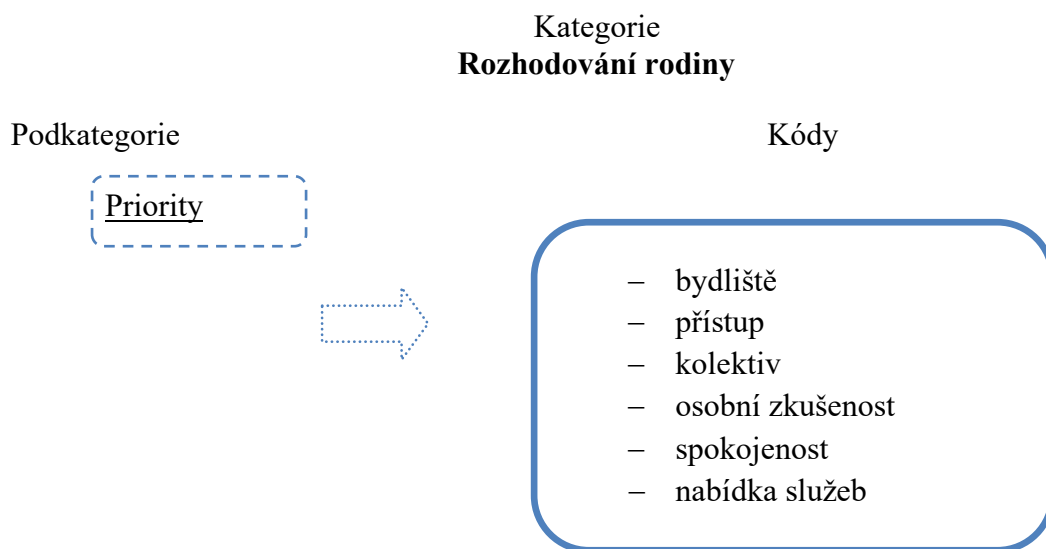 Kategorie
Rozhodování rodiny
Podkategorie
Kódy
Priority
– bydliště
– přístup
– kolektiv
– osobní zkušenost
– spokojenost
– nabídka služeb